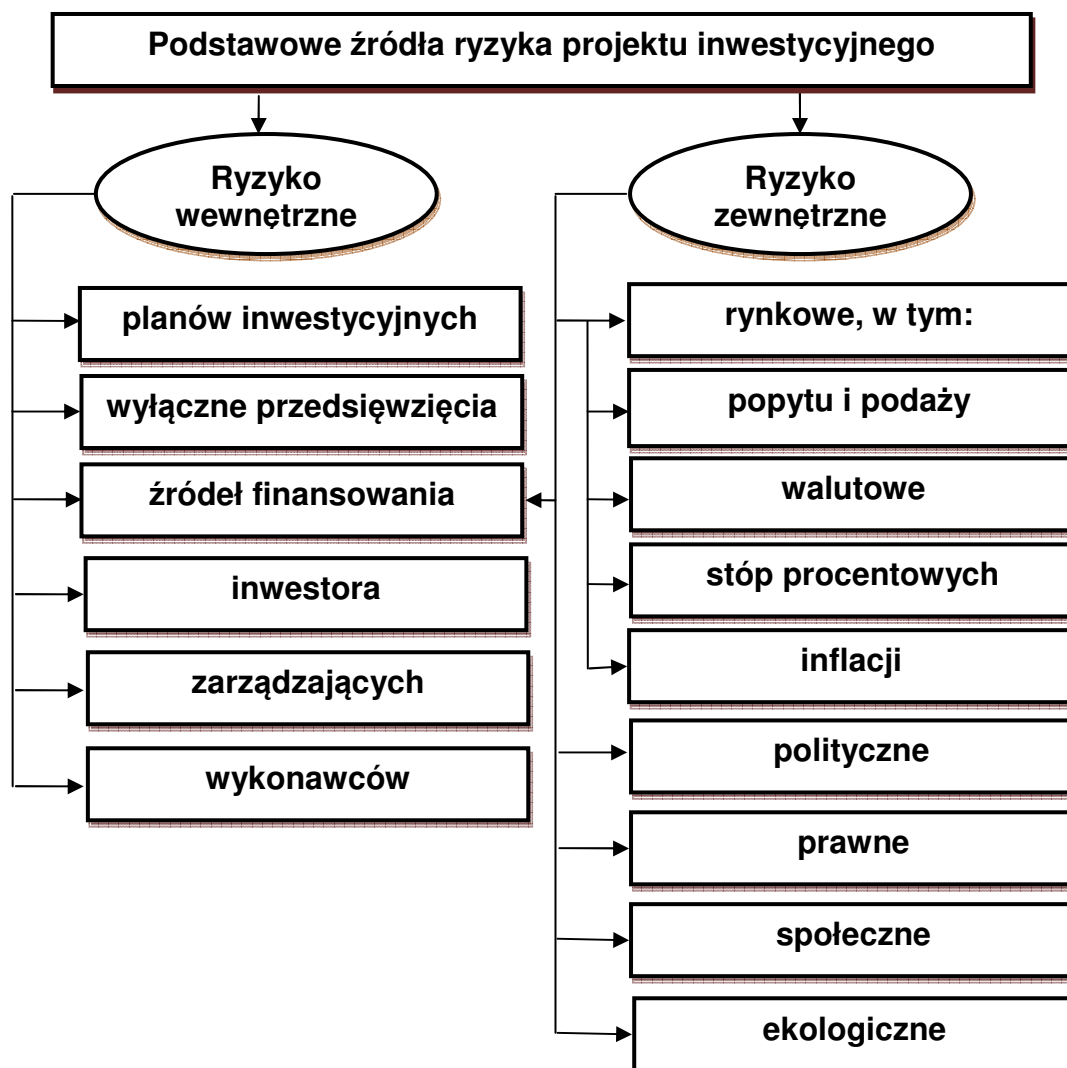 Podstawowe źródła ryzyka projektu inwestycyjnego
Ryzyko
wewnętrzne
planów inwestycyjnych
wyłączne przedsięwzięcia
źródeł finansowania
inwestora
zarządzających
wykonawców
Ryzyko
zewnętrzne
rynkowe, w tym:
popytu i podaży
walutowe
stóp procentowych
inflacji
polityczne
prawne
społeczne
ekologiczne